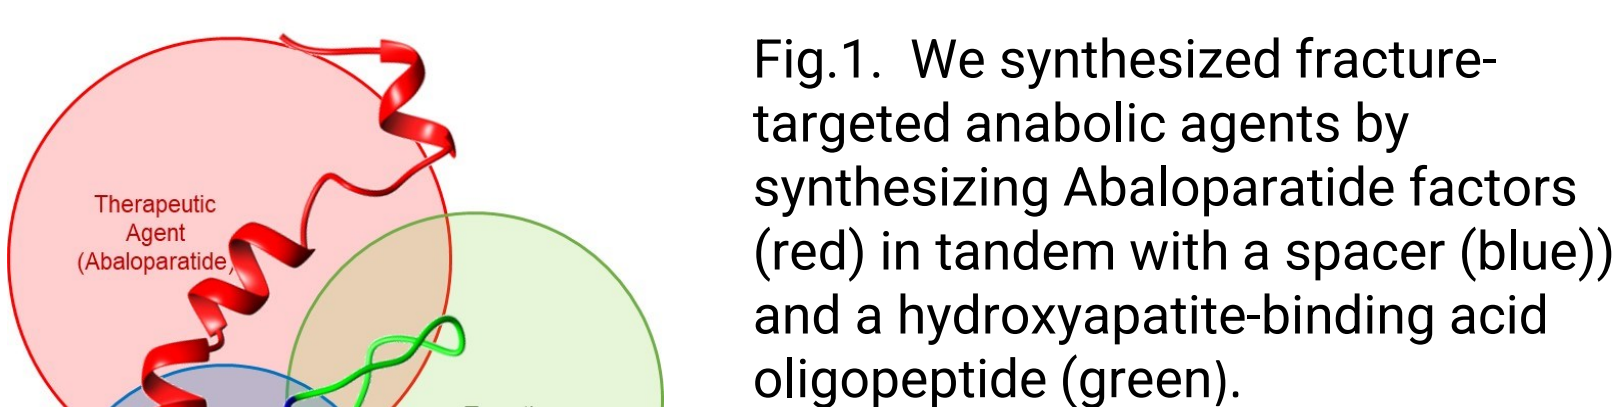 Therapeutic
Agent
(Abaloparatide)
Fig.1. We synthesized fracture-
targeted anabolic agents by
synthesizing Abaloparatide factors
(red) in tandem with a spacer (blue))
and a hydroxyapatite-binding acid
oligopeptide (green).